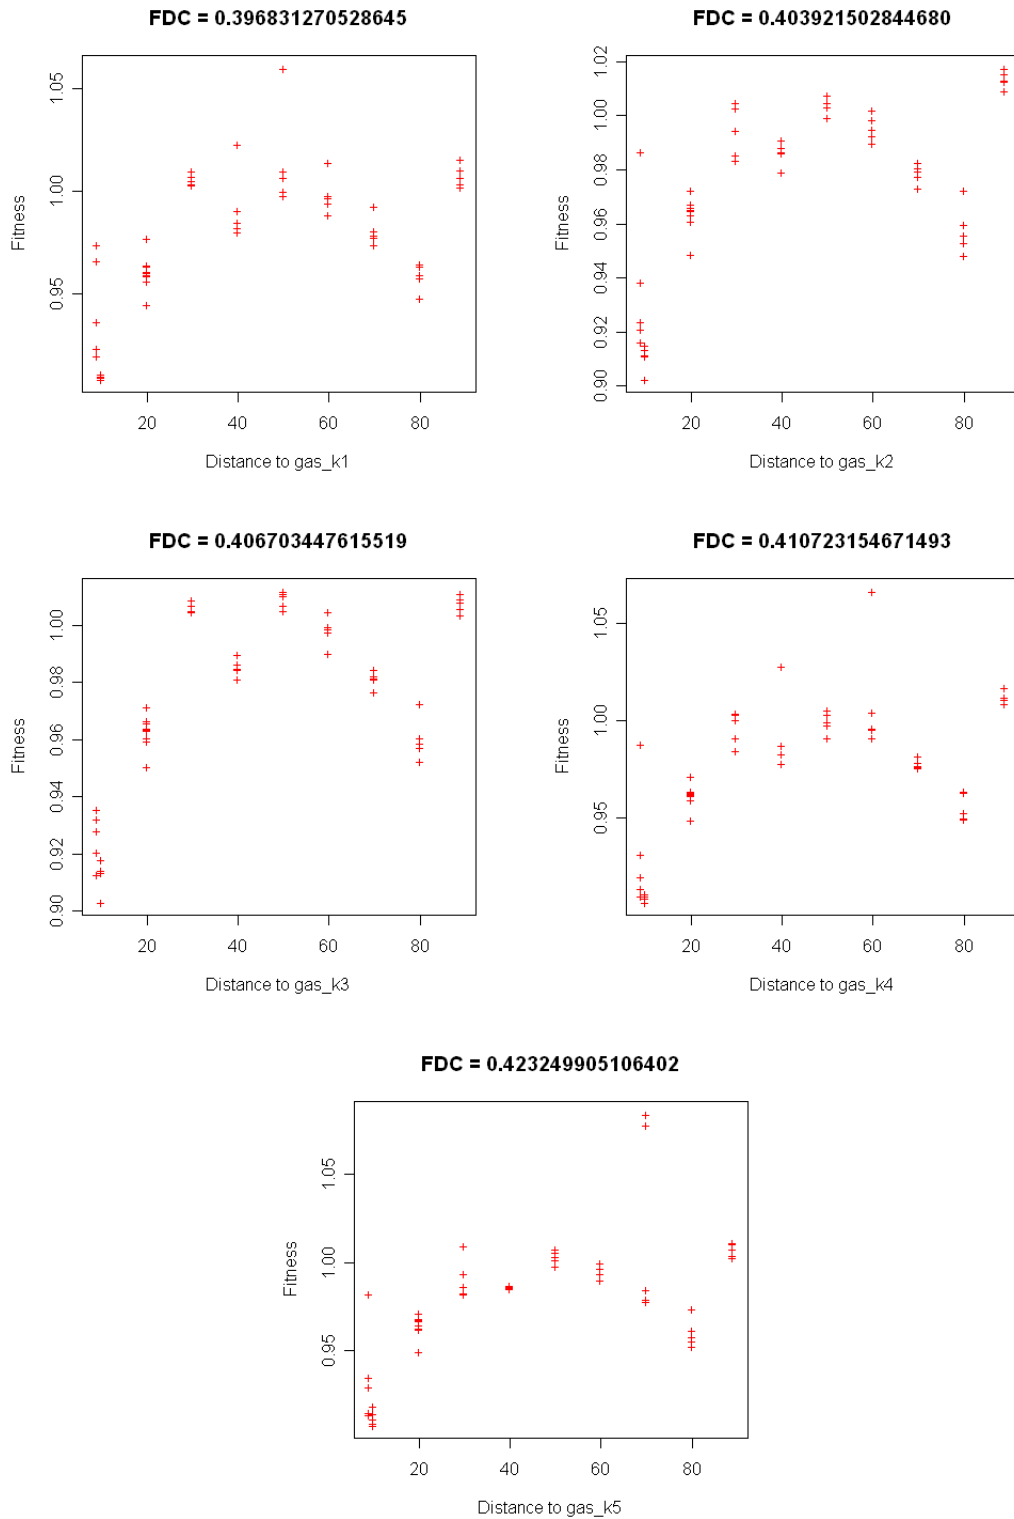 FDC = 0.396831270528645
FDC = 0.403921502844680
Fitness
1.05
1.00
0.95
20 40 60 80
Distance to gas_k1
Fitness
1.02
1.00
0.98
0.96
0.94
0.92
0.90
20 40 60 80
Distance to gas_k2
FDC = 0.406703447615519
FDC = 0.410723154671493
Fitness
1.00
0.98
0.96
0.94
0.92
0.90
20 40 60 80
Distance to gas_k3
Fitness
1.05
1.00
0.95
20 40 60 80
Distance to gas_k4
FDC = 0.423249905106402
Fitness
1.05
1.00
0.95
20 40 60 80
Distance to gas_k5